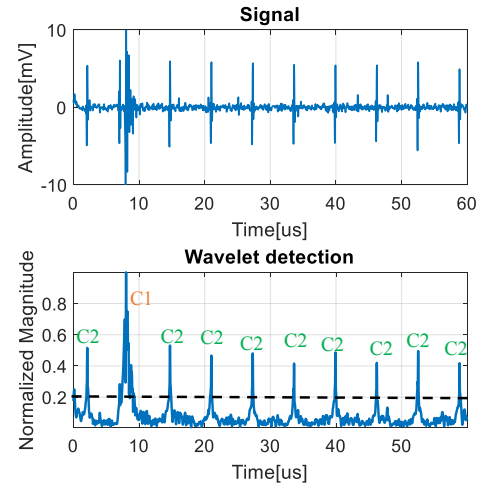 Signal
Amplitude[mV]
10
0
-10
0 10 20 30 40 50 60
Time[us]
Wavelet detection
Normalized Magnitude
0.8
0.6
0.4
0.2
C2 C1 C2 C2 C2 C2 C2 C2 C2 C2
0 10 20 30 40 50
Time[us]